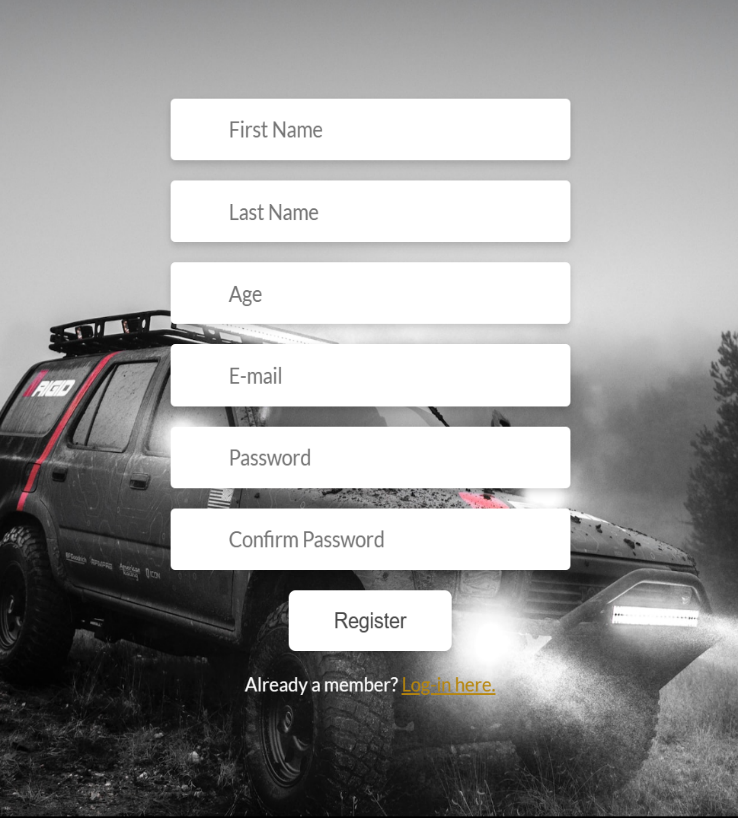 First Name
Last Name
Age
E-mail
RIGID
Password
Confirm Password
Register
Already a member? Log-in here.